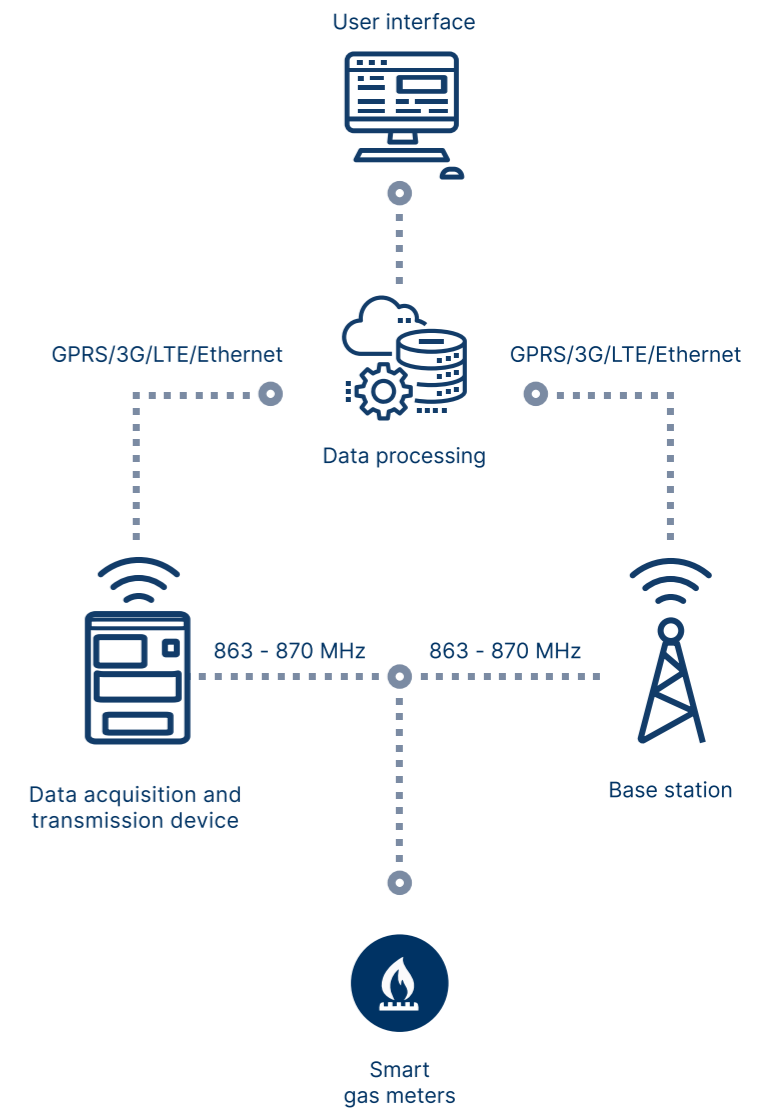 User interface
GPRS/3G/LTE/Ethernet
GPRS/3G/LTE/Ethernet
Data processing
863 - 870 MHz
863 - 870 MHz
Data acquisition and
transmission device
Base station
Smart
gas meters